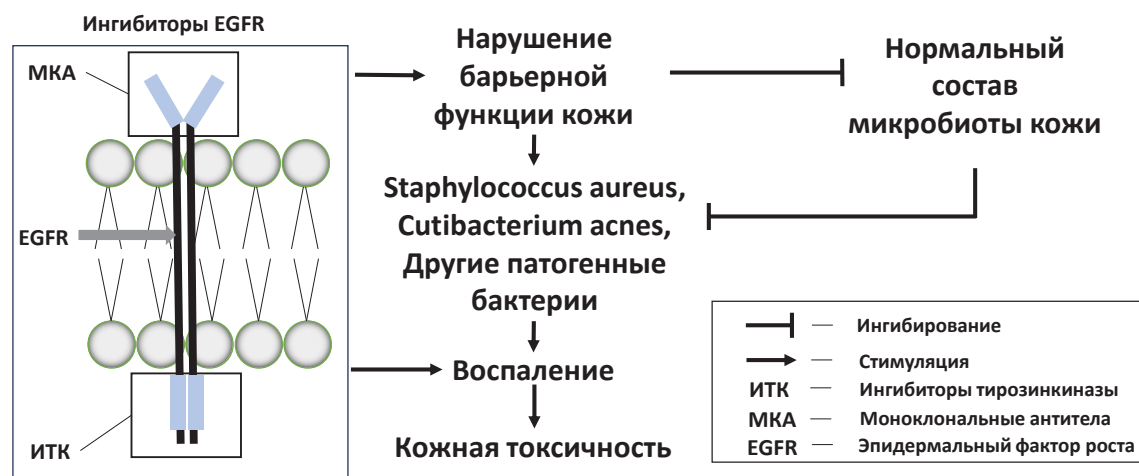 Ингибиторы EGFR
МКА
EGFR
ИТК
Нарушение
барьерной
функции кожи
Нормальный
состав
микробиоты кожи
Staphylococcus aureus,
Cutibacterium acnes,
Другие патогенные
бактерии
Воспаление
Кожная токсичность
— Ингибирование
— Стимуляция
ИТК — Ингибиторы тирозинкиназы
МКА — Моноклональные антитела
EGFR — Эпидермальный фактор роста